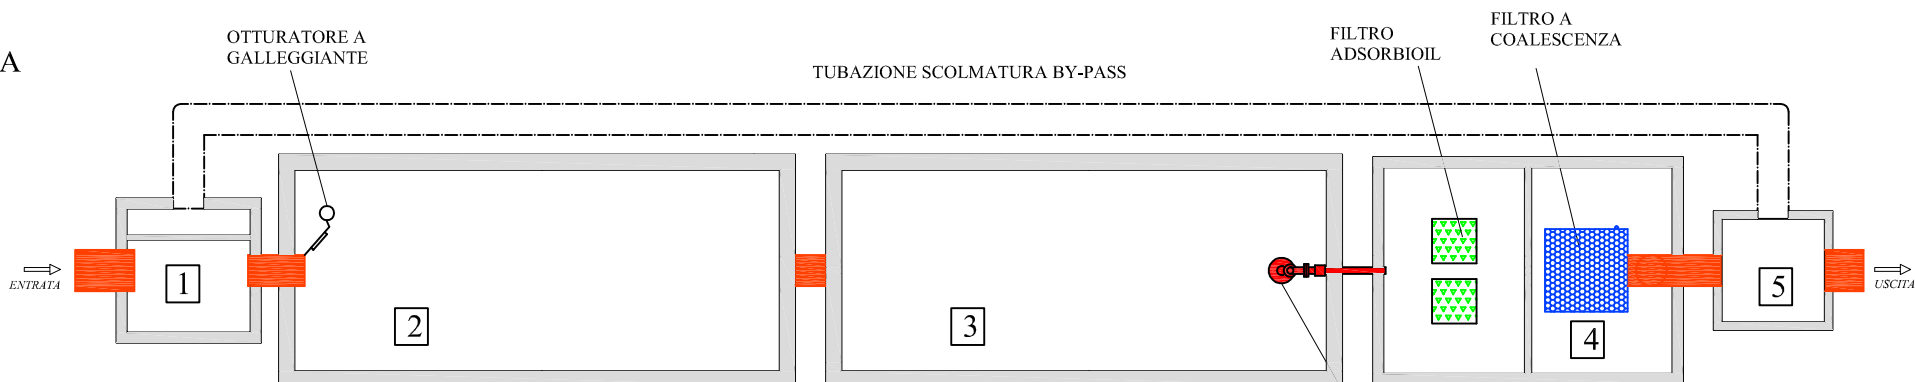 A
OTTURATORE A
GALLEGGIANTE
TUBAZIONE SCOLMATURA BY-PASS
FILTRO
ADSORBIOIL
FILTRO A
COALESCENZA
ENTRATA
1
2
3
4
5
USCITA